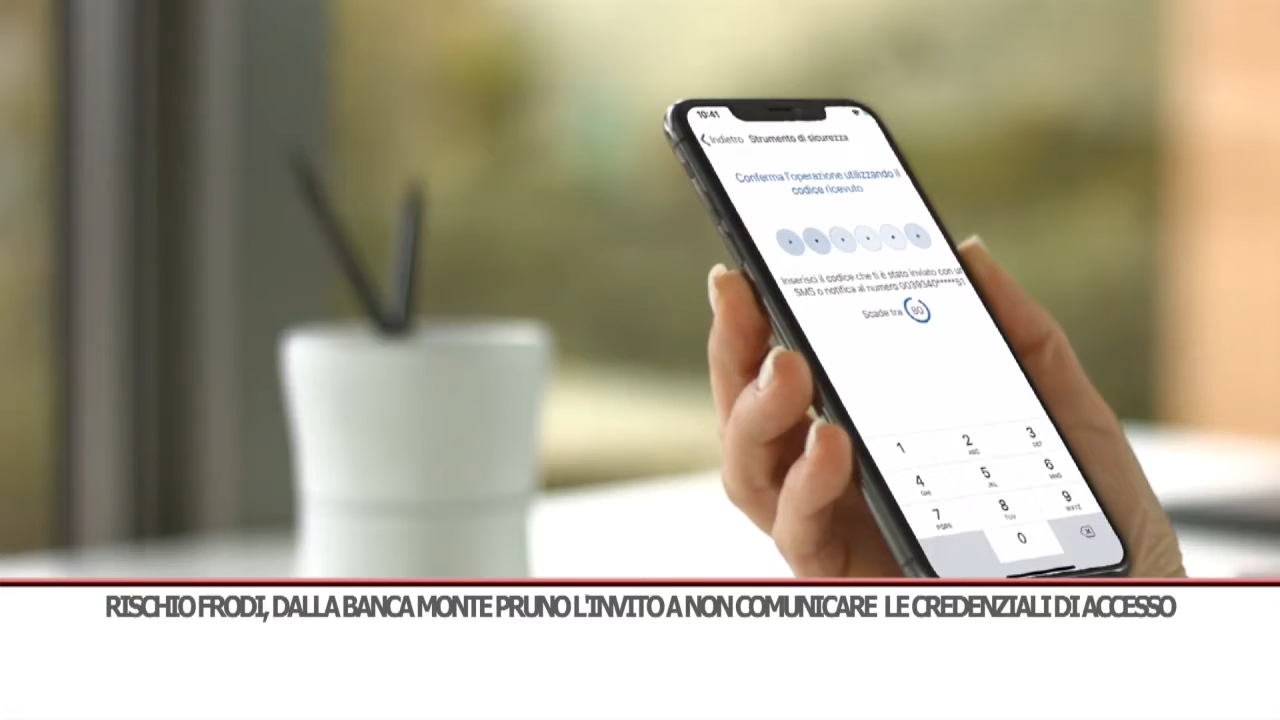 10:41
Indietro Strumento di sicurezza
Conferma l'operazione utilizzando il
codice ricevuto
Inserisci il codice che ti è stato inviato con un
SMS o notifica al numero 0039340*****51
Scade tra 80
1 2 ABC 3 DEF
4 GHI 5 JKL 6 MNO
7 PQRS 8 TUV 9 WXYZ
0
RISCHIO FRODI, DALLA BANCA MONTE PRUNO L'INVITO A NON COMUNICARE LE CREDENZIALI DI ACCESSO